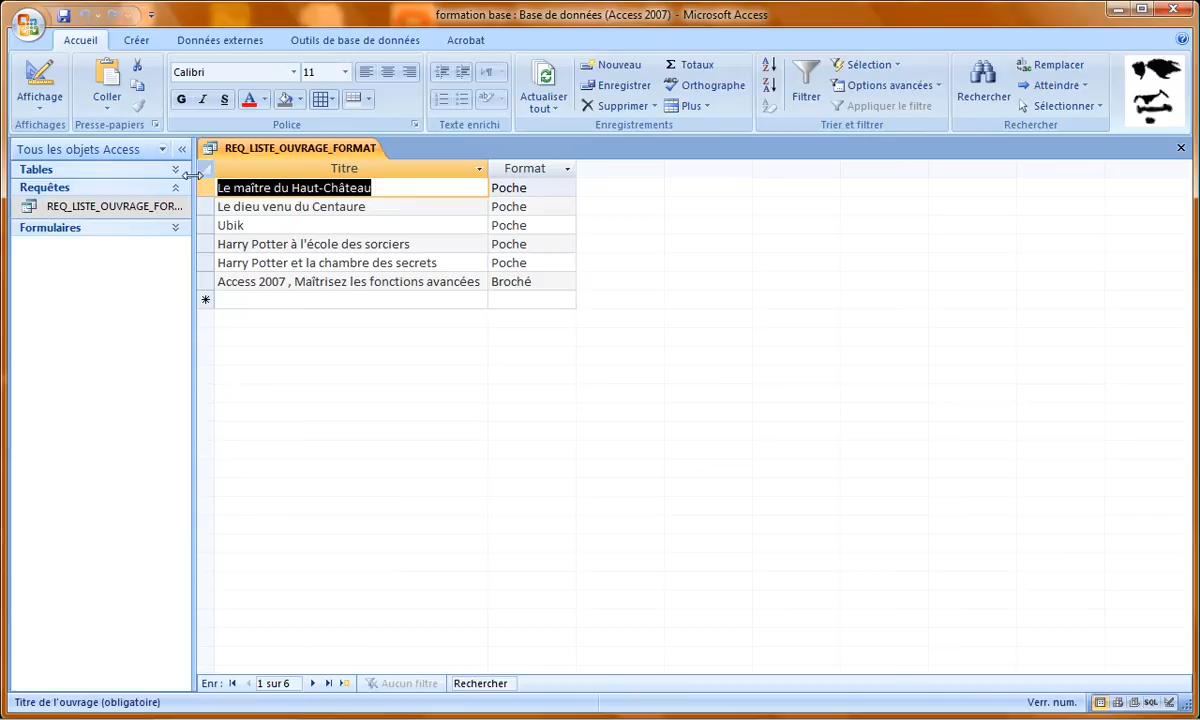 formation base : Base de données (Access 2007) - Microsoft Access
Accueil Créer Données externes Outils de base de données Acrobat
Calibri 11 Nouveau Totaux Sélection Remplacer
Affichage Coller G I S A Actualiser tout Enregistrer Orthographe Filtrer Options avancées Rechercher Atteindre
Supprimer Plus Appliquer le filtre Sélectionner
Affichages Presse-papiers Police Texte enrichi Enregistrements Trier et filtrer Rechercher
Tous les objets Access « REQ_LISTE_OUVRAGE_FORMAT
Tables Titre Format
Requêtes Le maître du Haut-Château Poche
REQ_LISTE_OUVRAGE_FOR... Le dieu venu du Centaure Poche
Formulaires Ubik Poche
Harry Potter à l'école des sorciers Poche
Harry Potter et la chambre des secrets Poche
Access 2007 , Maîtrisez les fonctions avancées Broché
Enr : 1 sur 6 Aucun filtre Rechercher
Titre de l'ouvrage (obligatoire) Verr. num. SQL